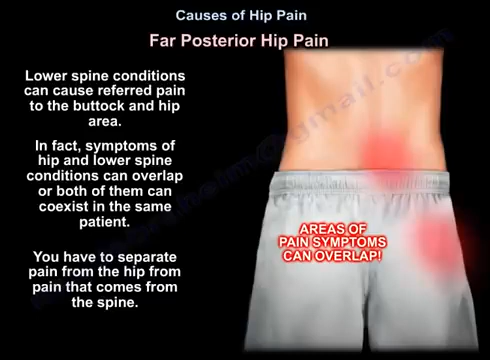 Causes of Hip Pain
Far Posterior Hip Pain
Lower spine conditions
can cause referred pain
to the buttock and hip
area.
In fact, symptoms of
hip and lower spine
conditions can overlap
or both of them can
coexist in the same
patient.
You have to separate
pain from the hip from
pain that comes from
the spine.
AREAS OF
PAIN SYMPTOMS
CAN OVERLAP!